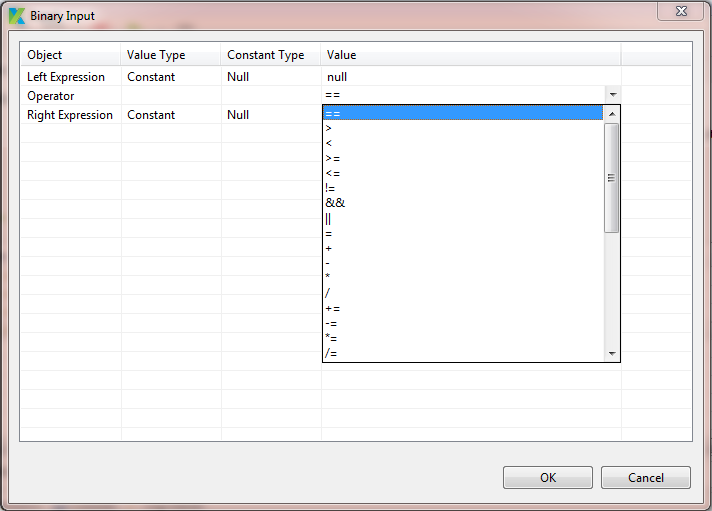 Binary Input
Object Value Type Constant Type Value
Left Expression Constant Null null
Operator ==
Right Expression Constant Null
==
>
<
>=
<=
!=
&&
||
=
+
-
*
/
+=
-=
*=
/=
OK Cancel